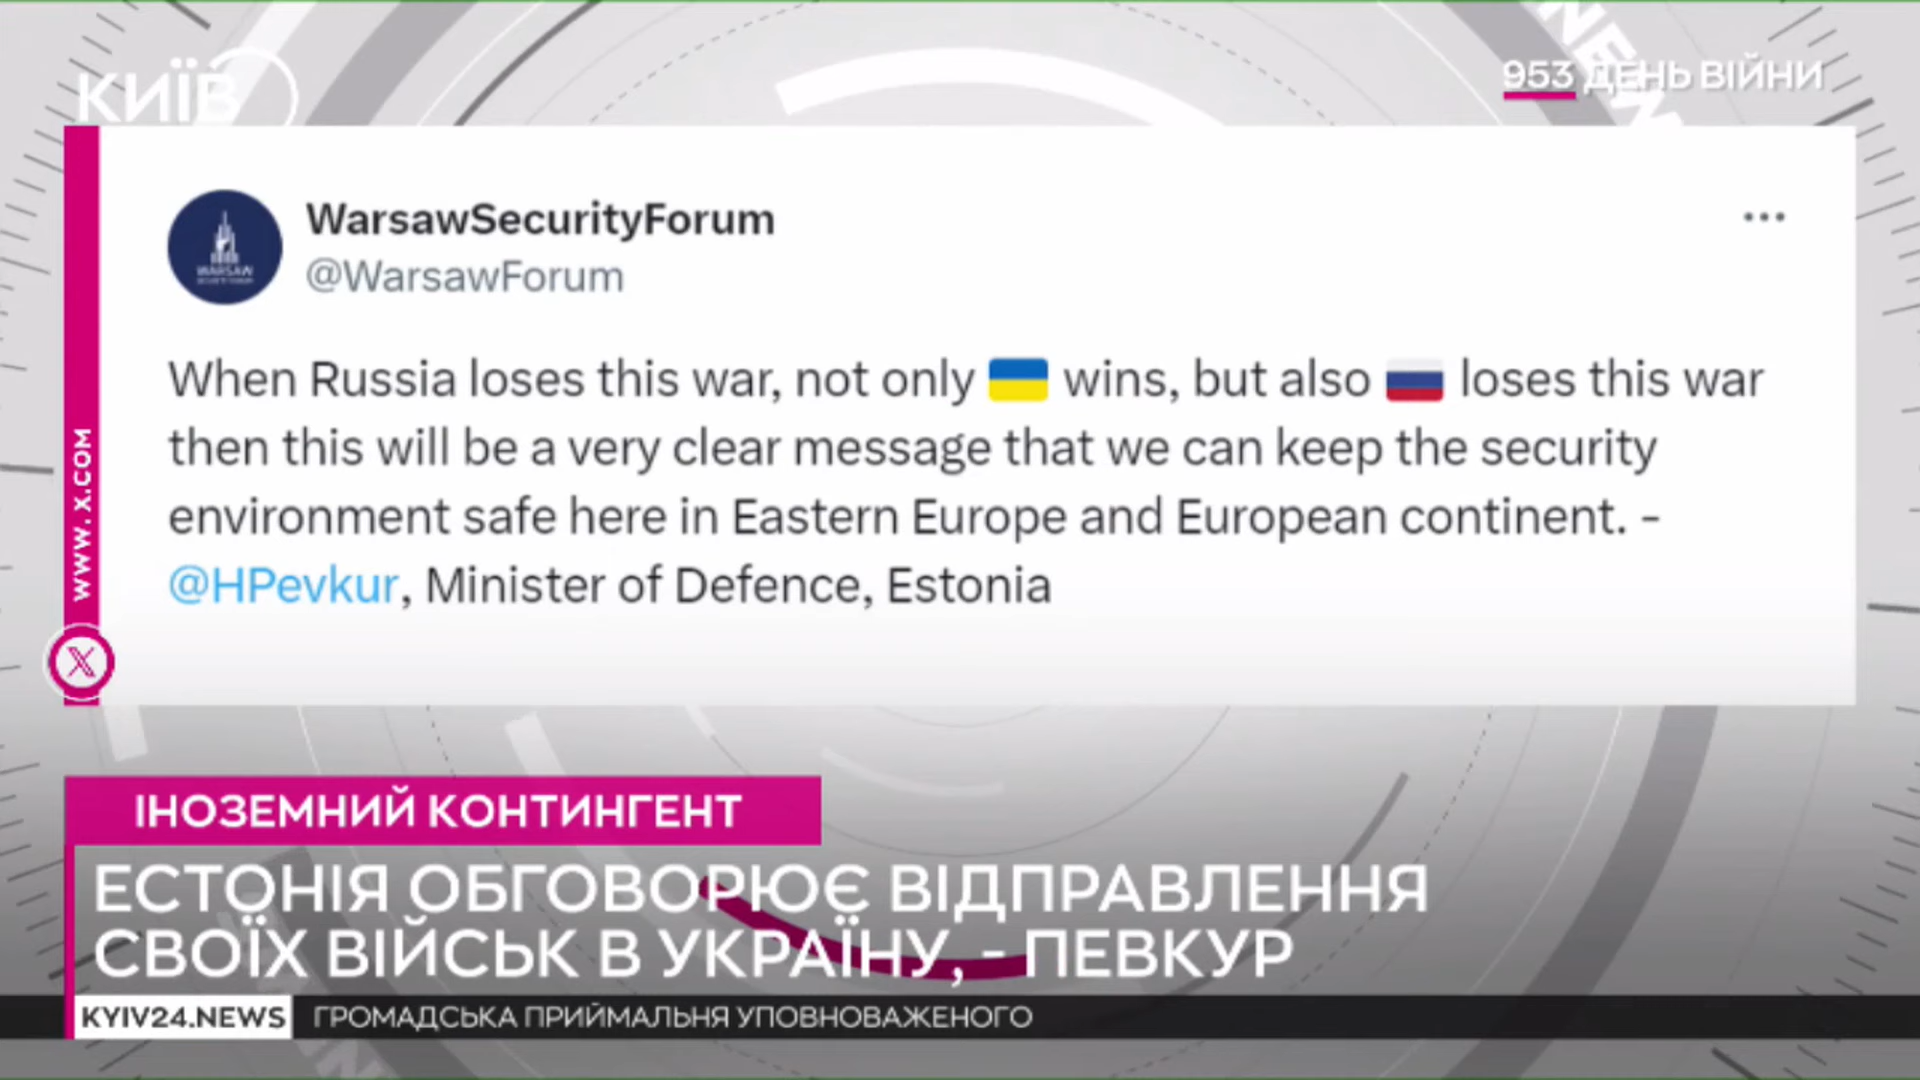 КИЇВ
953 ДЕНЬ ВІЙНИ
NEW
WarsawSecurityForum
@WarsawForum
WARSAW
When Russia loses this war, not only 🇺🇦 wins, but also 🇷🇺 loses this war
then this will be a very clear message that we can keep the security
environment safe here in Eastern Europe and European continent. -
@HPevkur, Minister of Defence, Estonia
WWW.X.COM
ІНОЗЕМНИЙ КОНТИНГЕНТ
ЕСТОНІЯ ОБГОВОРЮЄ ВІДПРАВЛЕННЯ
СВОЇХ ВІЙСЬК В УКРАЇНУ, - ПЕВКУР
KYIV24.NEWS
ГРОМАДСЬКА ПРИЙМАЛЬНЯ УПОВНОВАЖЕНОГО